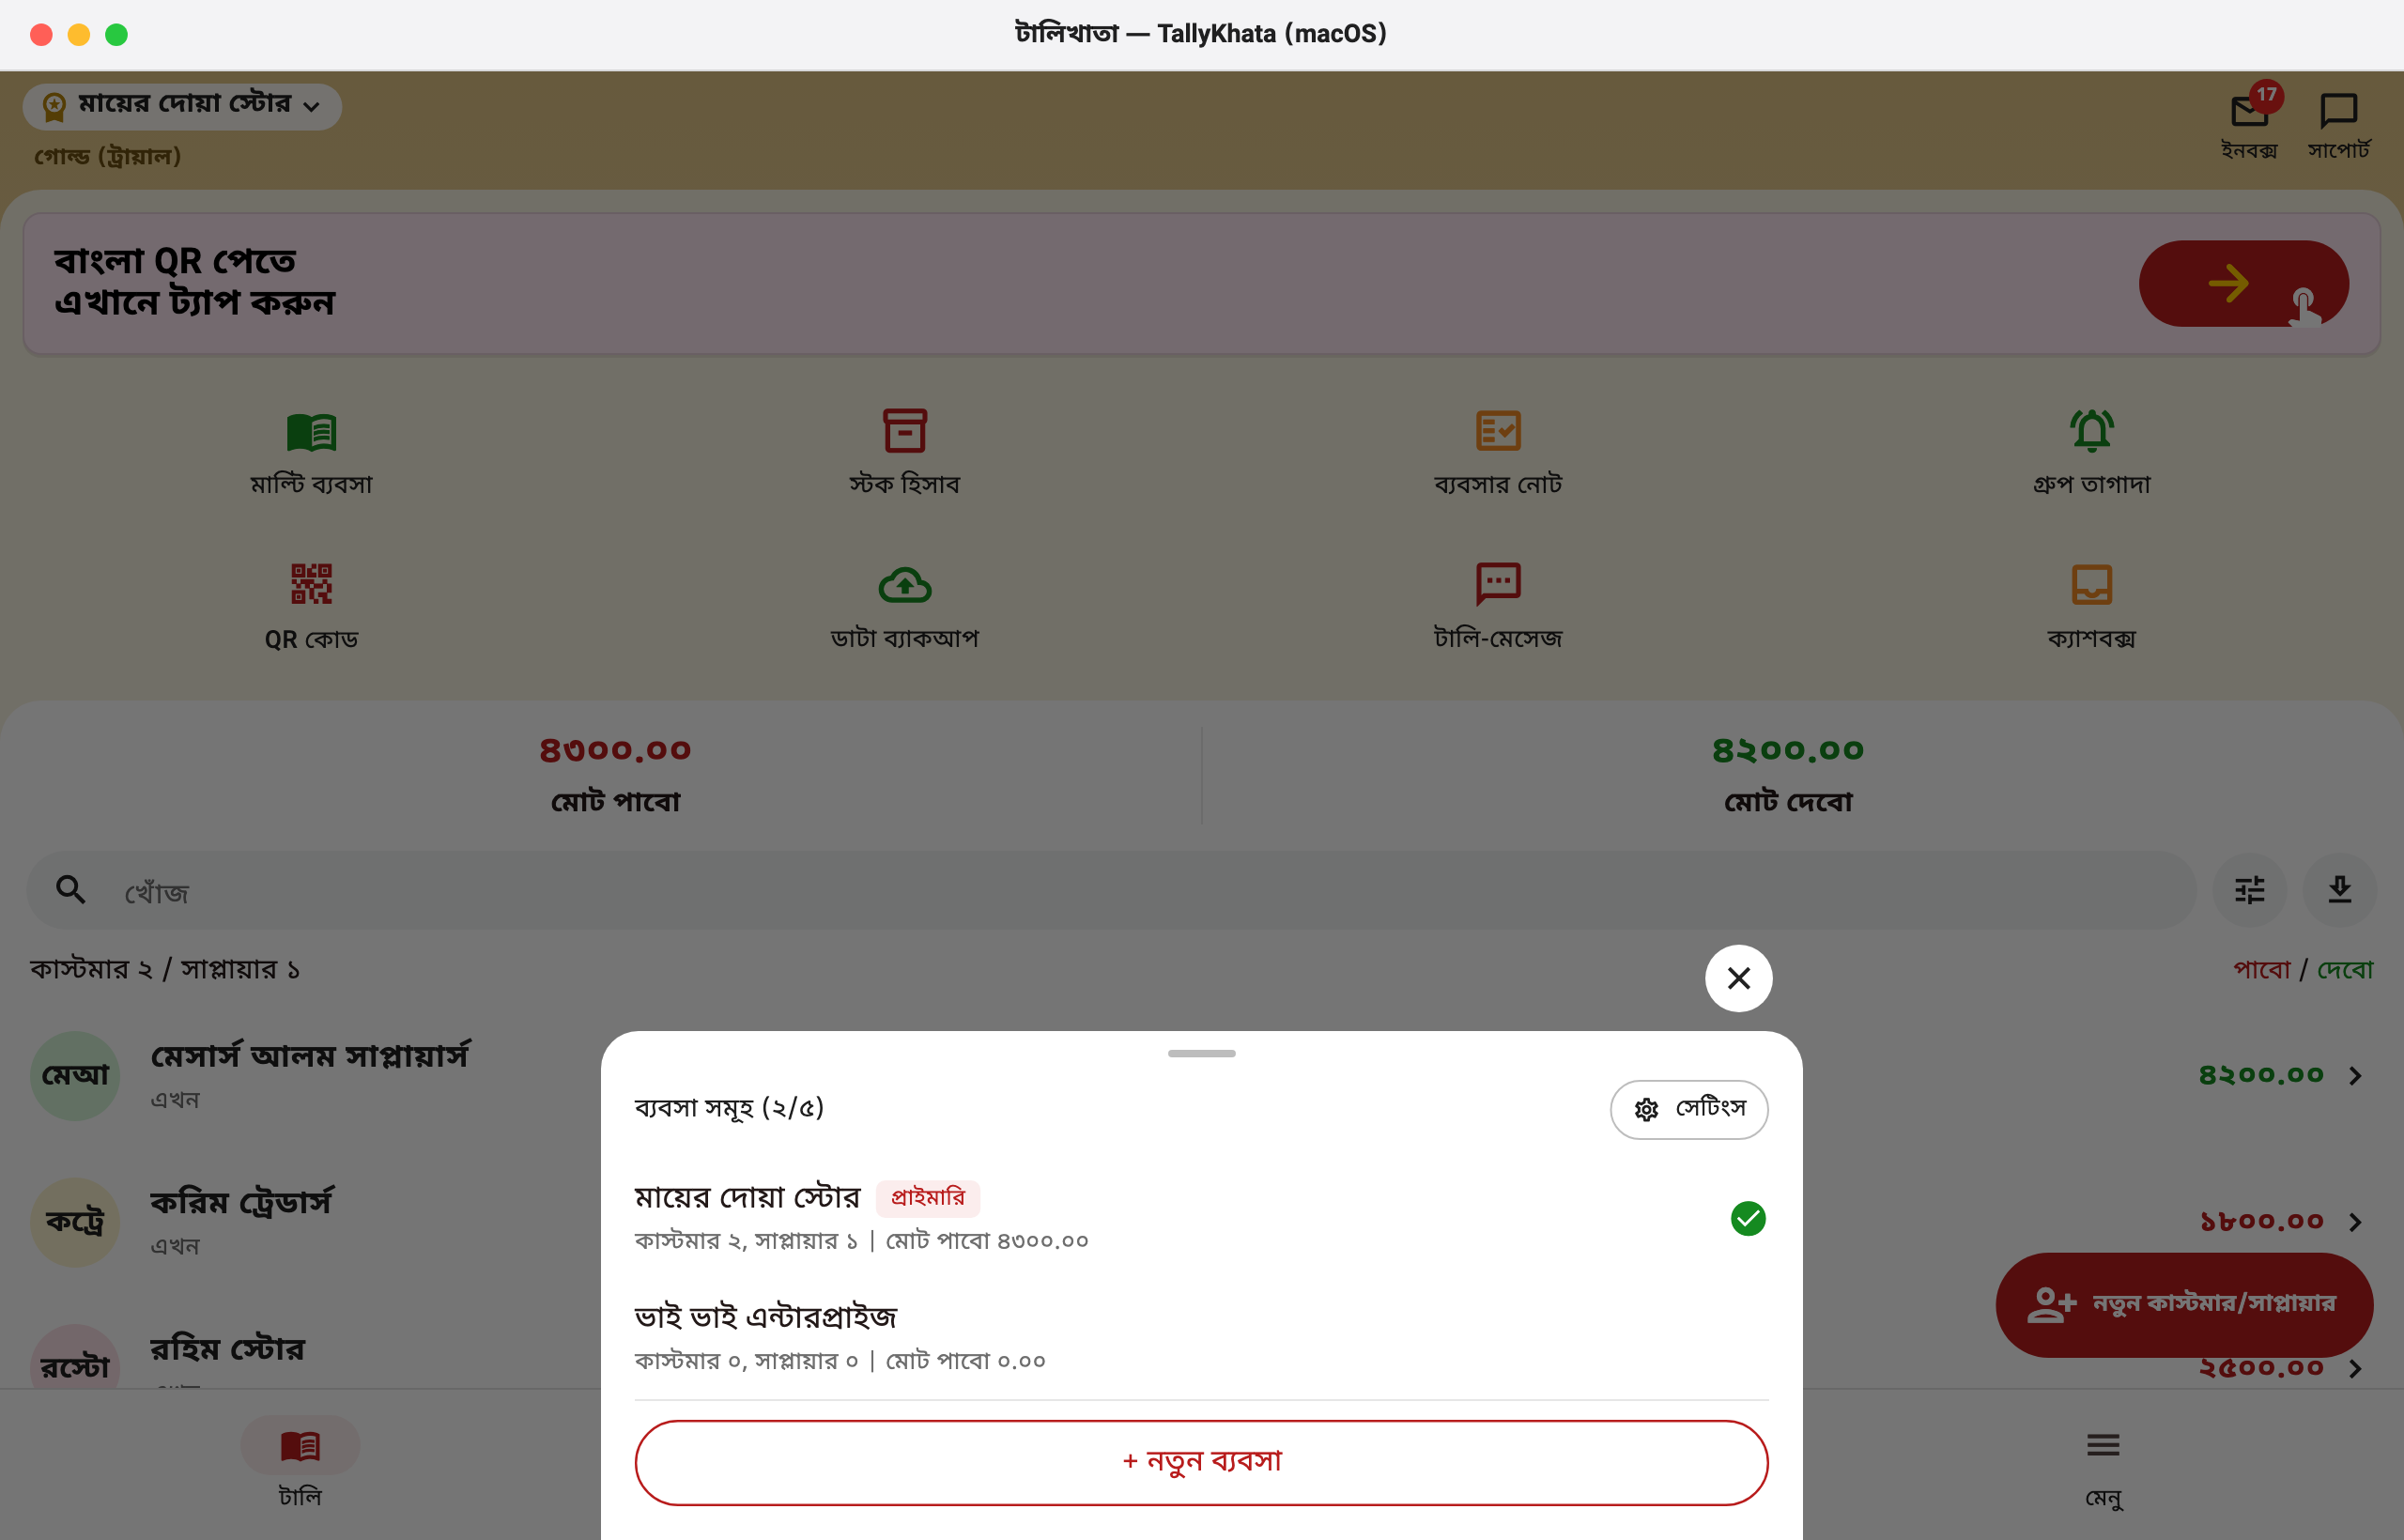 টালিখাতা — TallyKhata (macOS)
মায়ের দোয়া স্টোর
গোল্ড (ট্রায়াল)
17
ইনবক্স
সাপোর্ট
বাংলা QR পেতে
এখানে ট্যাপ করুন
মাল্টি ব্যবসা
স্টক হিসাব
ব্যবসার নোট
গ্রুপ তাগাদা
QR কোড
ডাটা ব্যাকআপ
টালি-মেসেজ
ক্যাশবক্স
৪৩০০.০০
মোট পাবো
৪২০০.০০
মোট দেবো
খোঁজ
কাস্টমার ২ / সাপ্লায়ার ১
পাবো / দেবো
মেআ
মেসার্স আলম সাপ্লায়ার্স
এখন
৪২০০.০০
কট্রে
করিম ট্রেডার্স
এখন
১৮০০.০০
রস্টো
রহিম স্টোর
২৫০০.০০
নতুন কাস্টমার/সাপ্লায়ার
ব্যবসা সমূহ (২/৫)
সেটিংস
মায়ের দোয়া স্টোর
প্রাইমারি
কাস্টমার ২, সাপ্লায়ার ১ | মোট পাবো ৪৩০০.০০
ভাই ভাই এন্টারপ্রাইজ
কাস্টমার ০, সাপ্লায়ার ০ | মোট পাবো ০.০০
+ নতুন ব্যবসা
টালি
মেনু